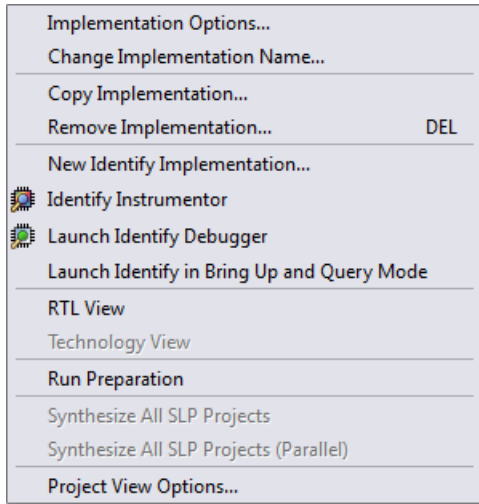 Implementation Options...
Change Implementation Name...
Copy Implementation...
Remove Implementation... DEL
New Identify Implementation...
Identify Instrumentor
Launch Identify Debugger
Launch Identify in Bring Up and Query Mode
RTL View
Technology View
Run Preparation
Synthesize All SLP Projects
Synthesize All SLP Projects (Parallel)
Project View Options...